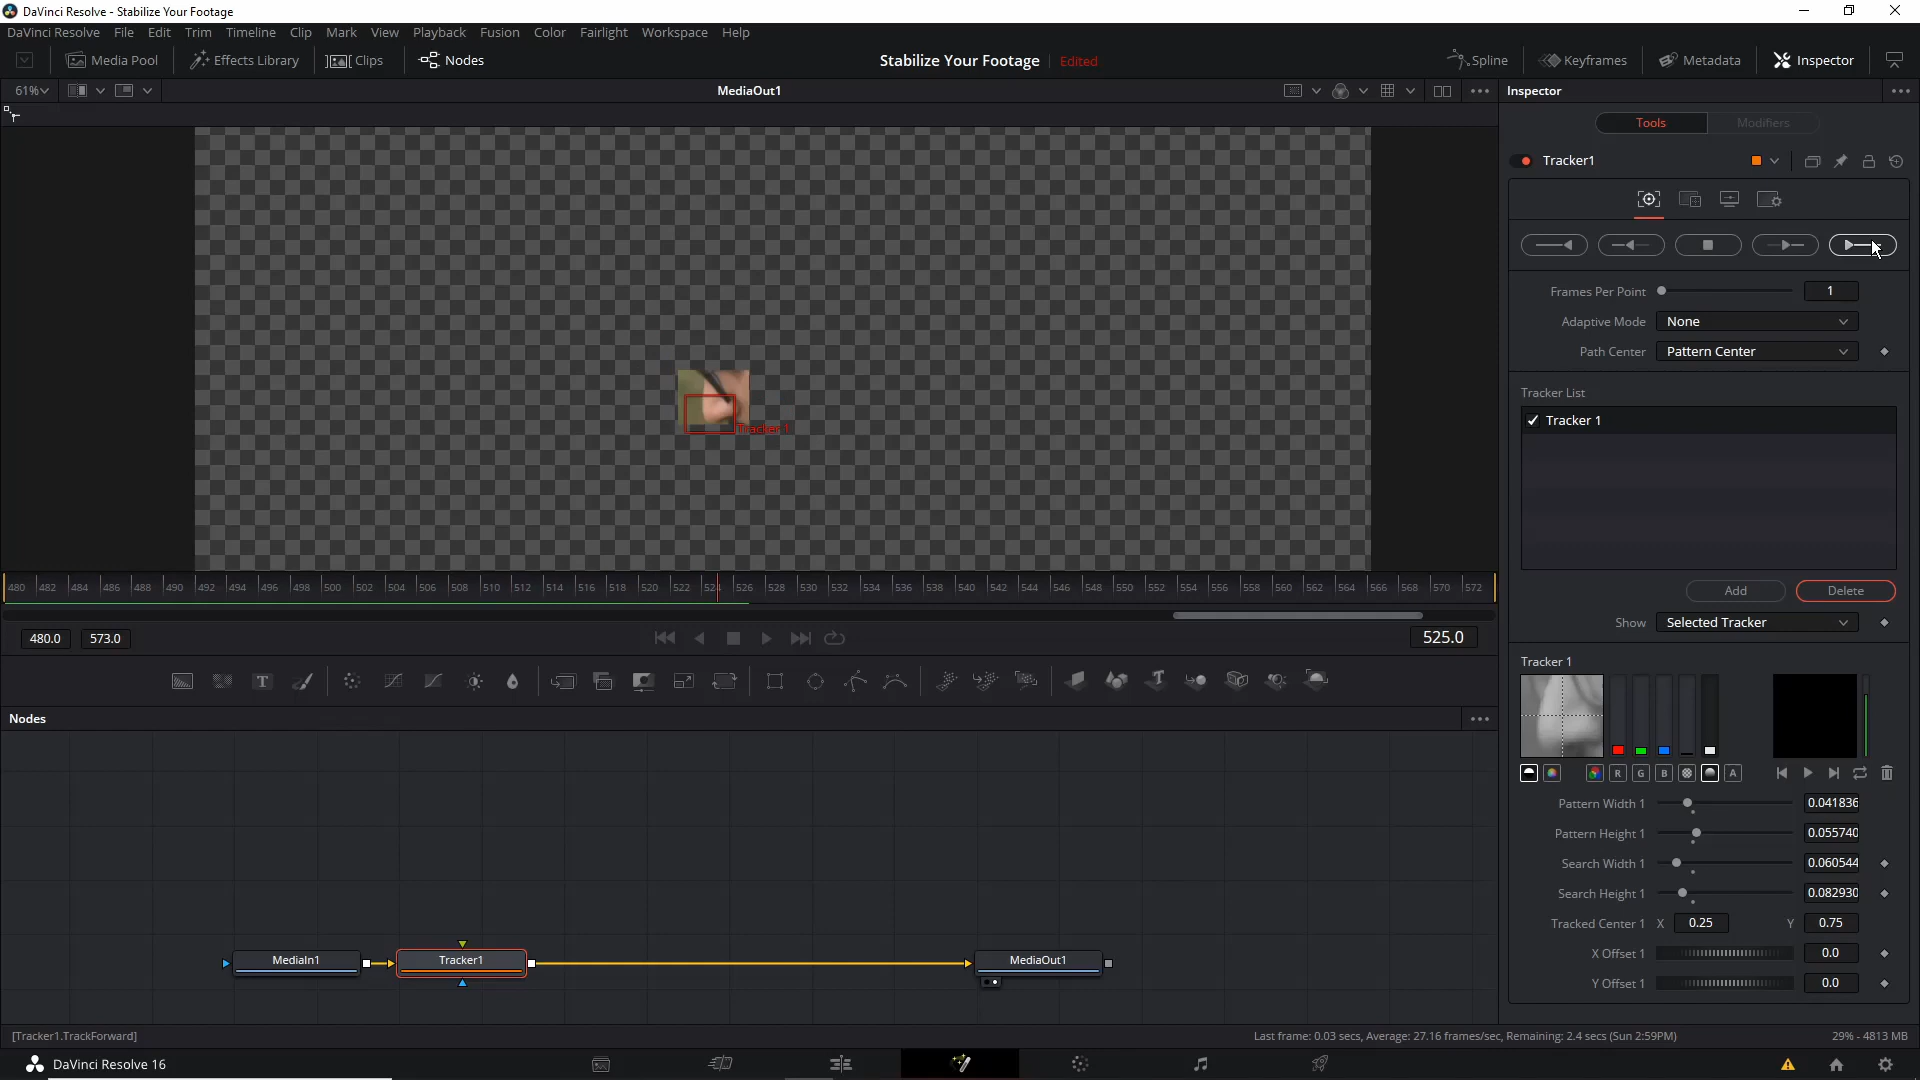 DaVinci Resolve - Stabilize Your Footage
DaVinci Resolve File Edit Trim Timeline Clip Mark View Playback Fusion Color Fairlight Workspace Help
Media Pool Effects Library Clips Nodes Stabilize Your Footage Edited Spline Keyframes Metadata Inspector
61% MediaOut1 Inspector
Tools Modifiers
Tracker1
Frames Per Point 1
Adaptive Mode None
Path Center Pattern Center
Tracker List
Tracker 1
Tracker 1
Add Delete
Show Selected Tracker
480 482 484 486 488 490 492 494 496 498 500 502 504 506 508 510 512 514 516 518 520 522 524 526 528 530 532 534 536 538 540 542 544 546 548 550 552 554 556 558 560 562 564 566 568 570 572
480.0 573.0 525.0
Tracker 1
R G B A
Nodes
Pattern Width 1 0.041836
Pattern Height 1 0.055740
Search Width 1 0.060544
Search Height 1 0.082930
Tracked Center 1 X 0.25 Y 0.75
X Offset 1 0.0
Y Offset 1 0.0
MediaIn1 Tracker1 MediaOut1
[Tracker1.TrackForward] Last frame: 0.03 secs, Average: 27.16 frames/sec, Remaining: 2.4 secs (Sun 2:59PM) 29% - 4813 MB
DaVinci Resolve 16